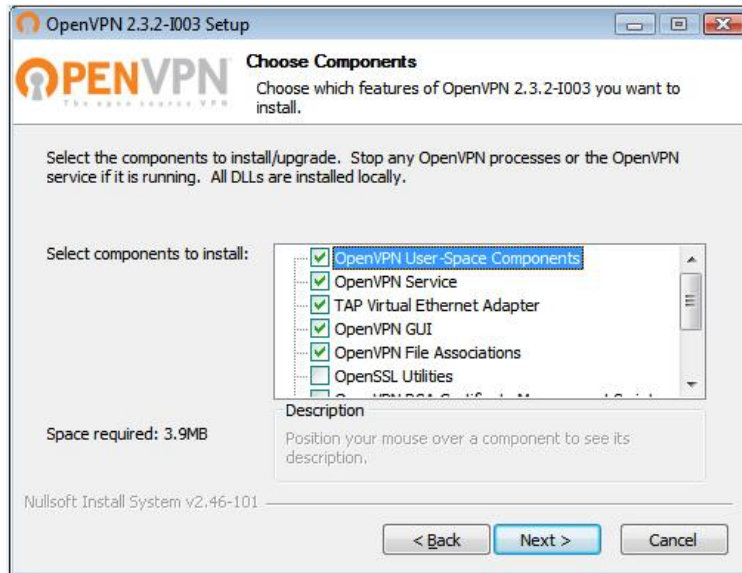 OpenVPN 2.3.2-I003 Setup
OPENVPN
The open source VPN
Choose Components
Choose which features of OpenVPN 2.3.2-I003 you want to
install.
Select the components to install/upgrade. Stop any OpenVPN processes or the OpenVPN
service if it is running. All DLLs are installed locally.
Select components to install:
OpenVPN User-Space Components
OpenVPN Service
TAP Virtual Ethernet Adapter
OpenVPN GUI
OpenVPN File Associations
OpenSSL Utilities
Description
Space required: 3.9MB
Position your mouse over a component to see its
description.
Nullsoft Install System v2.46-101
< Back
Next >
Cancel